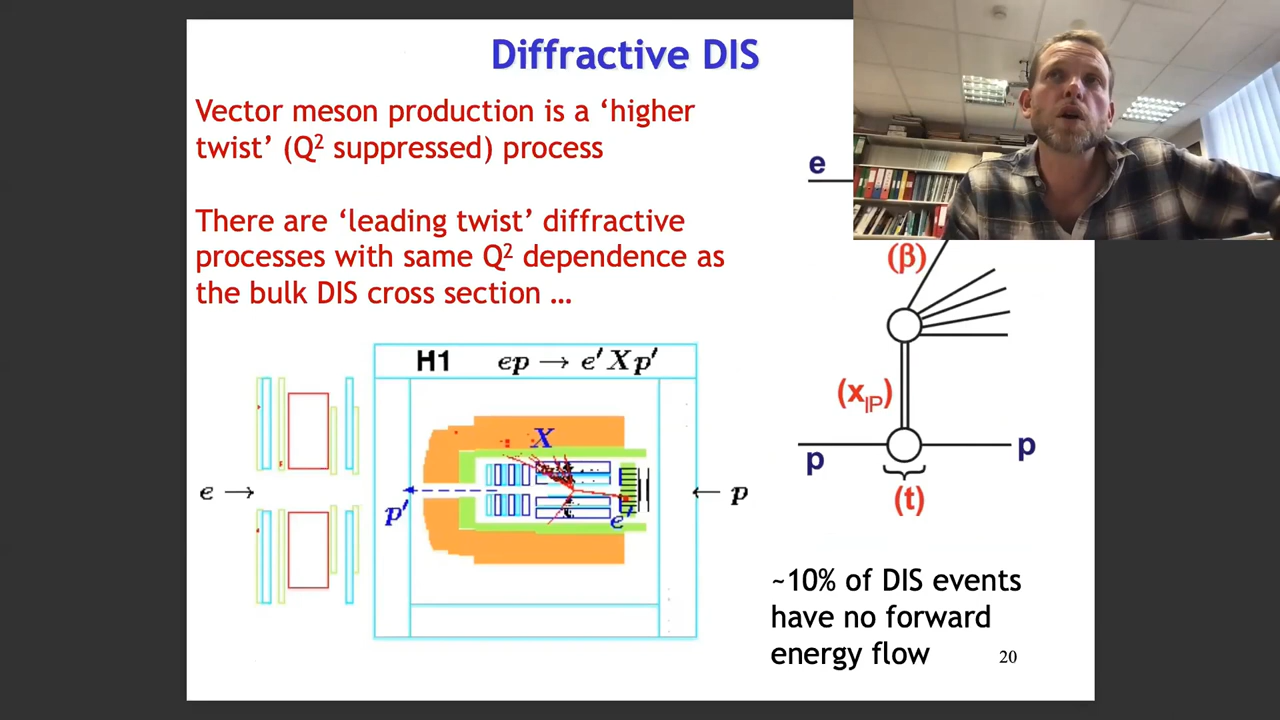 Diffractive DIS
Vector meson production is a ‘higher
twist’ (Q² suppressed) process
There are ‘leading twist’ diffractive
processes with same Q² dependence as
the bulk DIS cross section …
H1 ep → e′Xp′
X
e →
p′
e′
← p
e
(β)
(x_IP)
p
p
(t)
~10% of DIS events
have no forward
energy flow
20